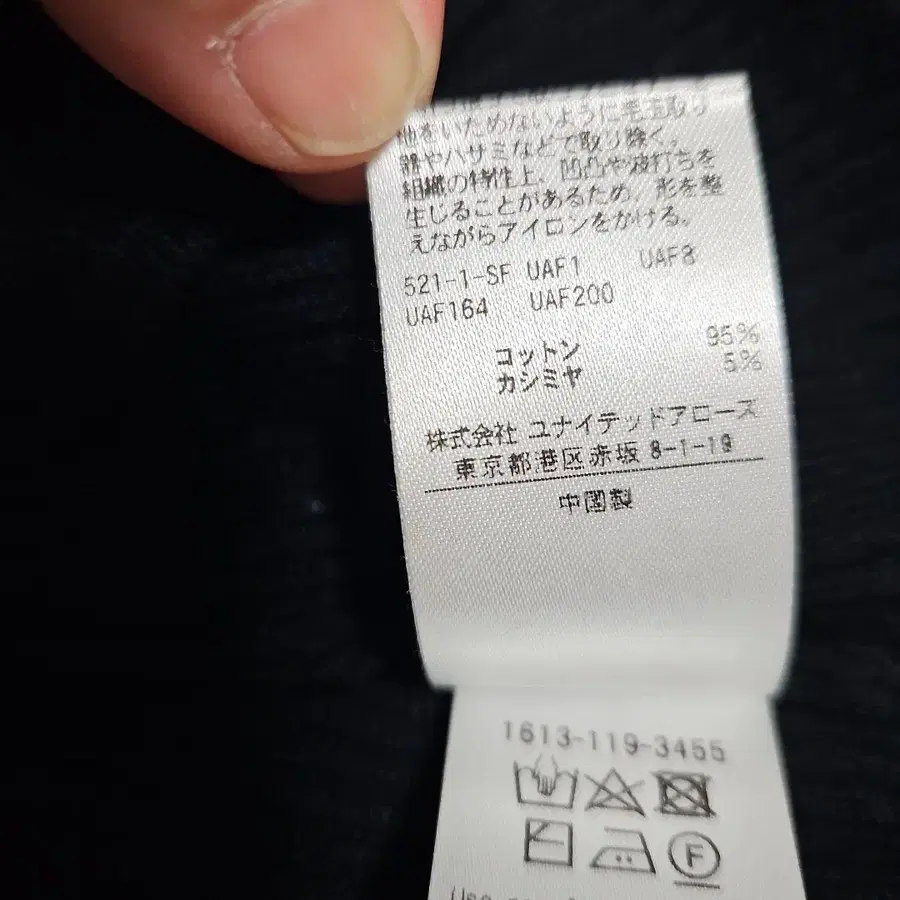 地をいためないように毛玉取り
器やハサミなどで取り除く。
組織の特性上、凹凸や波打ちを
生じることがあるため、形を整
えながらアイロンをかける。
521-1-SF UAF1 UAF8
UAF164 UAF200
コットン 95%
カシミヤ 5%
株式会社 ユナイテッドアローズ
東京都港区赤坂 8-1-19
中国製
1613-119-3455
F